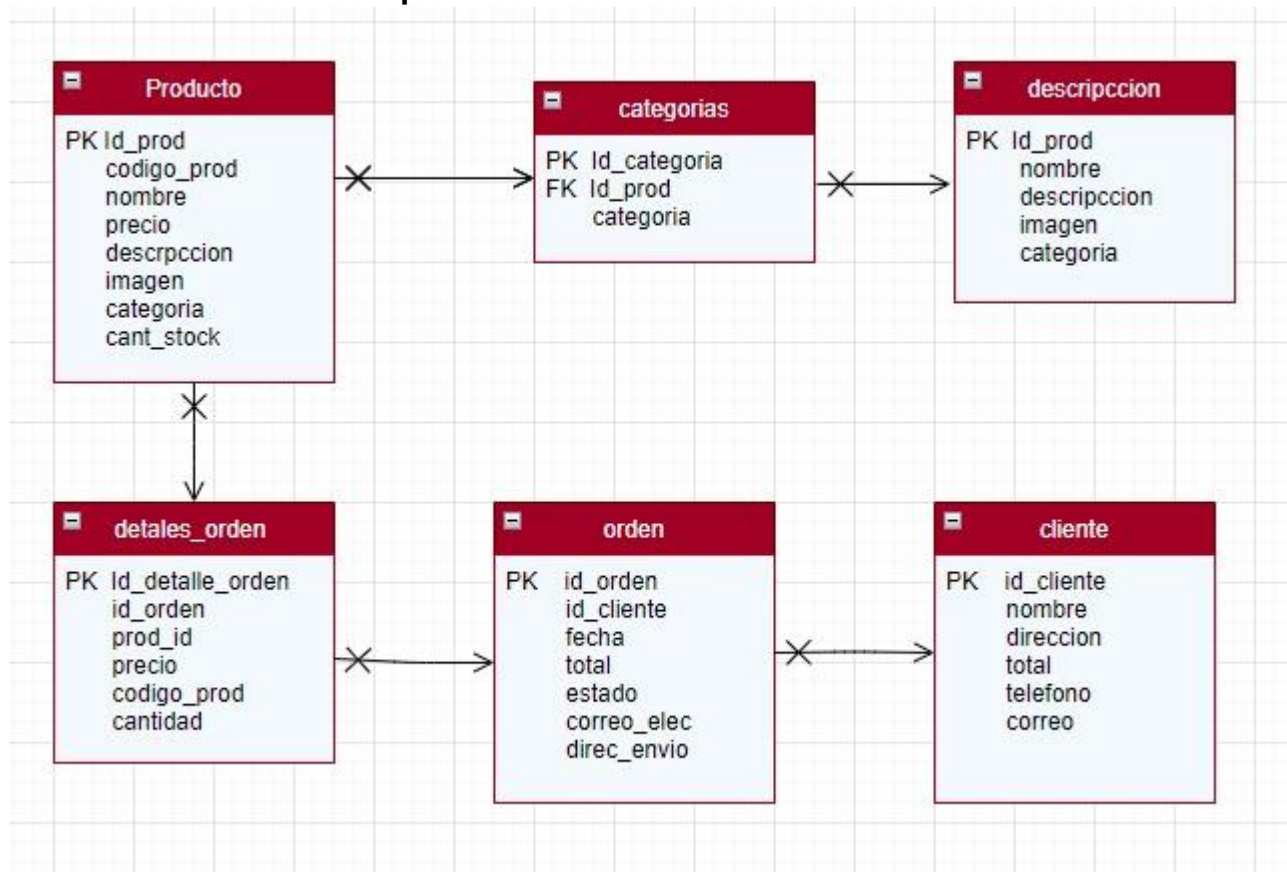 Producto
PK Id_prod
codigo_prod
nombre
precio
descrpccion
imagen
categoria
cant_stock
categorias
PK Id_categoria
FK Id_prod
categoria
descripccion
PK Id_prod
nombre
descripccion
imagen
categoria
detales_orden
PK Id_detalle_orden
id_orden
prod_id
precio
codigo_prod
cantidad
orden
PK id_orden
id_cliente
fecha
total
estado
correo_elec
direc_envio
cliente
PK id_cliente
nombre
direccion
total
telefono
correo